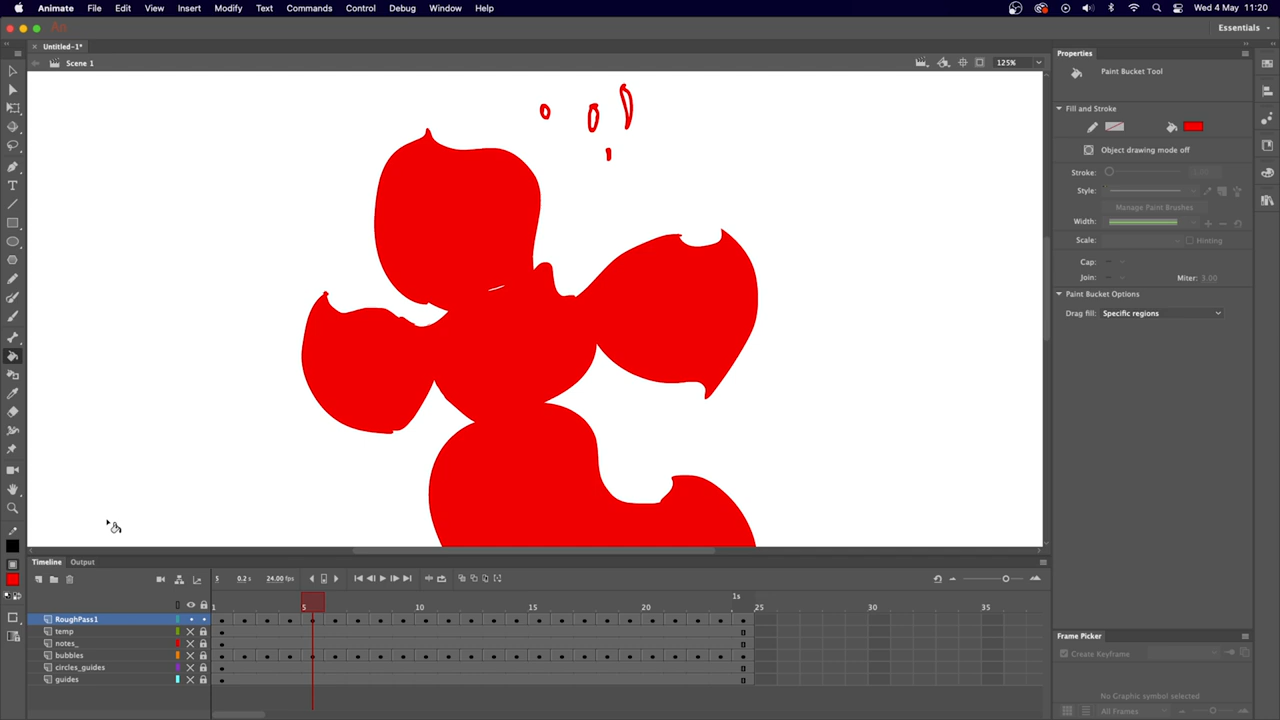 Animate File Edit View Insert Modify Text Commands Control Debug Window Help Wed 4 May 11:20
An Essentials
Untitled-1*
Scene 1 125%
Properties
Paint Bucket Tool
Fill and Stroke
Object drawing mode off
Stroke: 3.00
Style:
Manage Paint Brushes
Width:
Scale: Hinting
Cap:
Join: Miter: 3.00
Paint Bucket Options
Drag fill: Specific regions
Timeline Output
5 0.2 s 24.00 fps
1s
1 5 10 15 20 25 30 35
RoughPass1
temp
notes_
bubbles
circles_guides
guides
Frame Picker
Create Keyframe
No Graphic symbol selected
All Frames